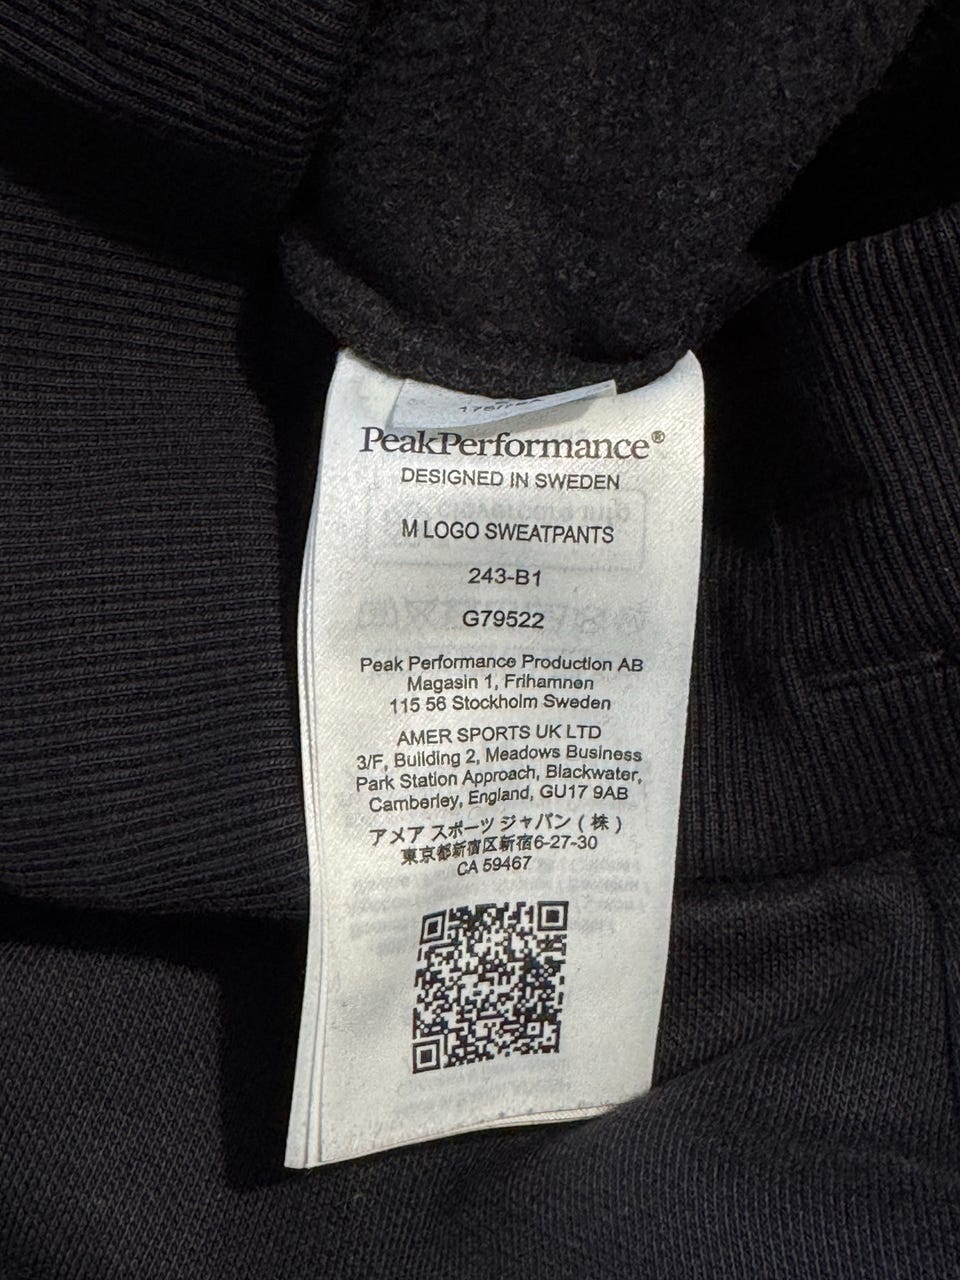 PeakPerformance®
DESIGNED IN SWEDEN
M LOGO SWEATPANTS
243-B1
G79522
Peak Performance Production AB
Magasin 1, Frihamnen
115 56 Stockholm Sweden
AMER SPORTS UK LTD
3/F, Building 2, Meadows Business
Park Station Approach, Blackwater,
Camberley, England, GU17 9AB
アメア スポーツ ジャパン ( 株 )
東京都新宿区新宿6-27-30
CA 59467